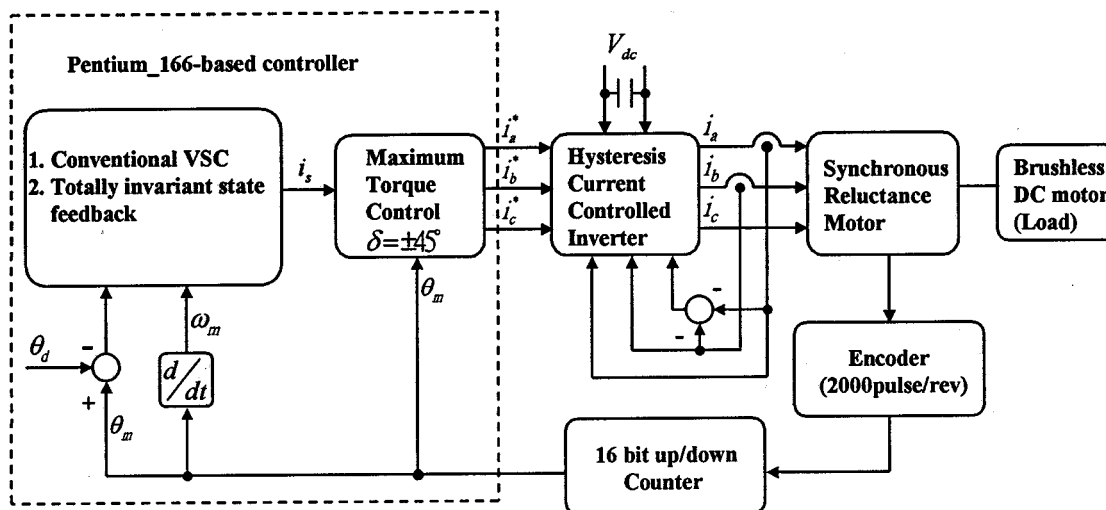 Pentium_166-based controller
1. Conventional VSC
2. Totally invariant state
feedback
i_s
Maximum
Torque
Control
δ=±45°
i_a^*
i_b^*
i_c^*
V_dc
Hysteresis
Current
Controlled
Inverter
i_a
i_b
i_c
Synchronous
Reluctance
Motor
Brushless
DC motor
(Load)
θ_m
ω_m
θ_d
-
+
θ_m
d/dt
-
-
Encoder
(2000pulse/rev)
16 bit up/down
Counter